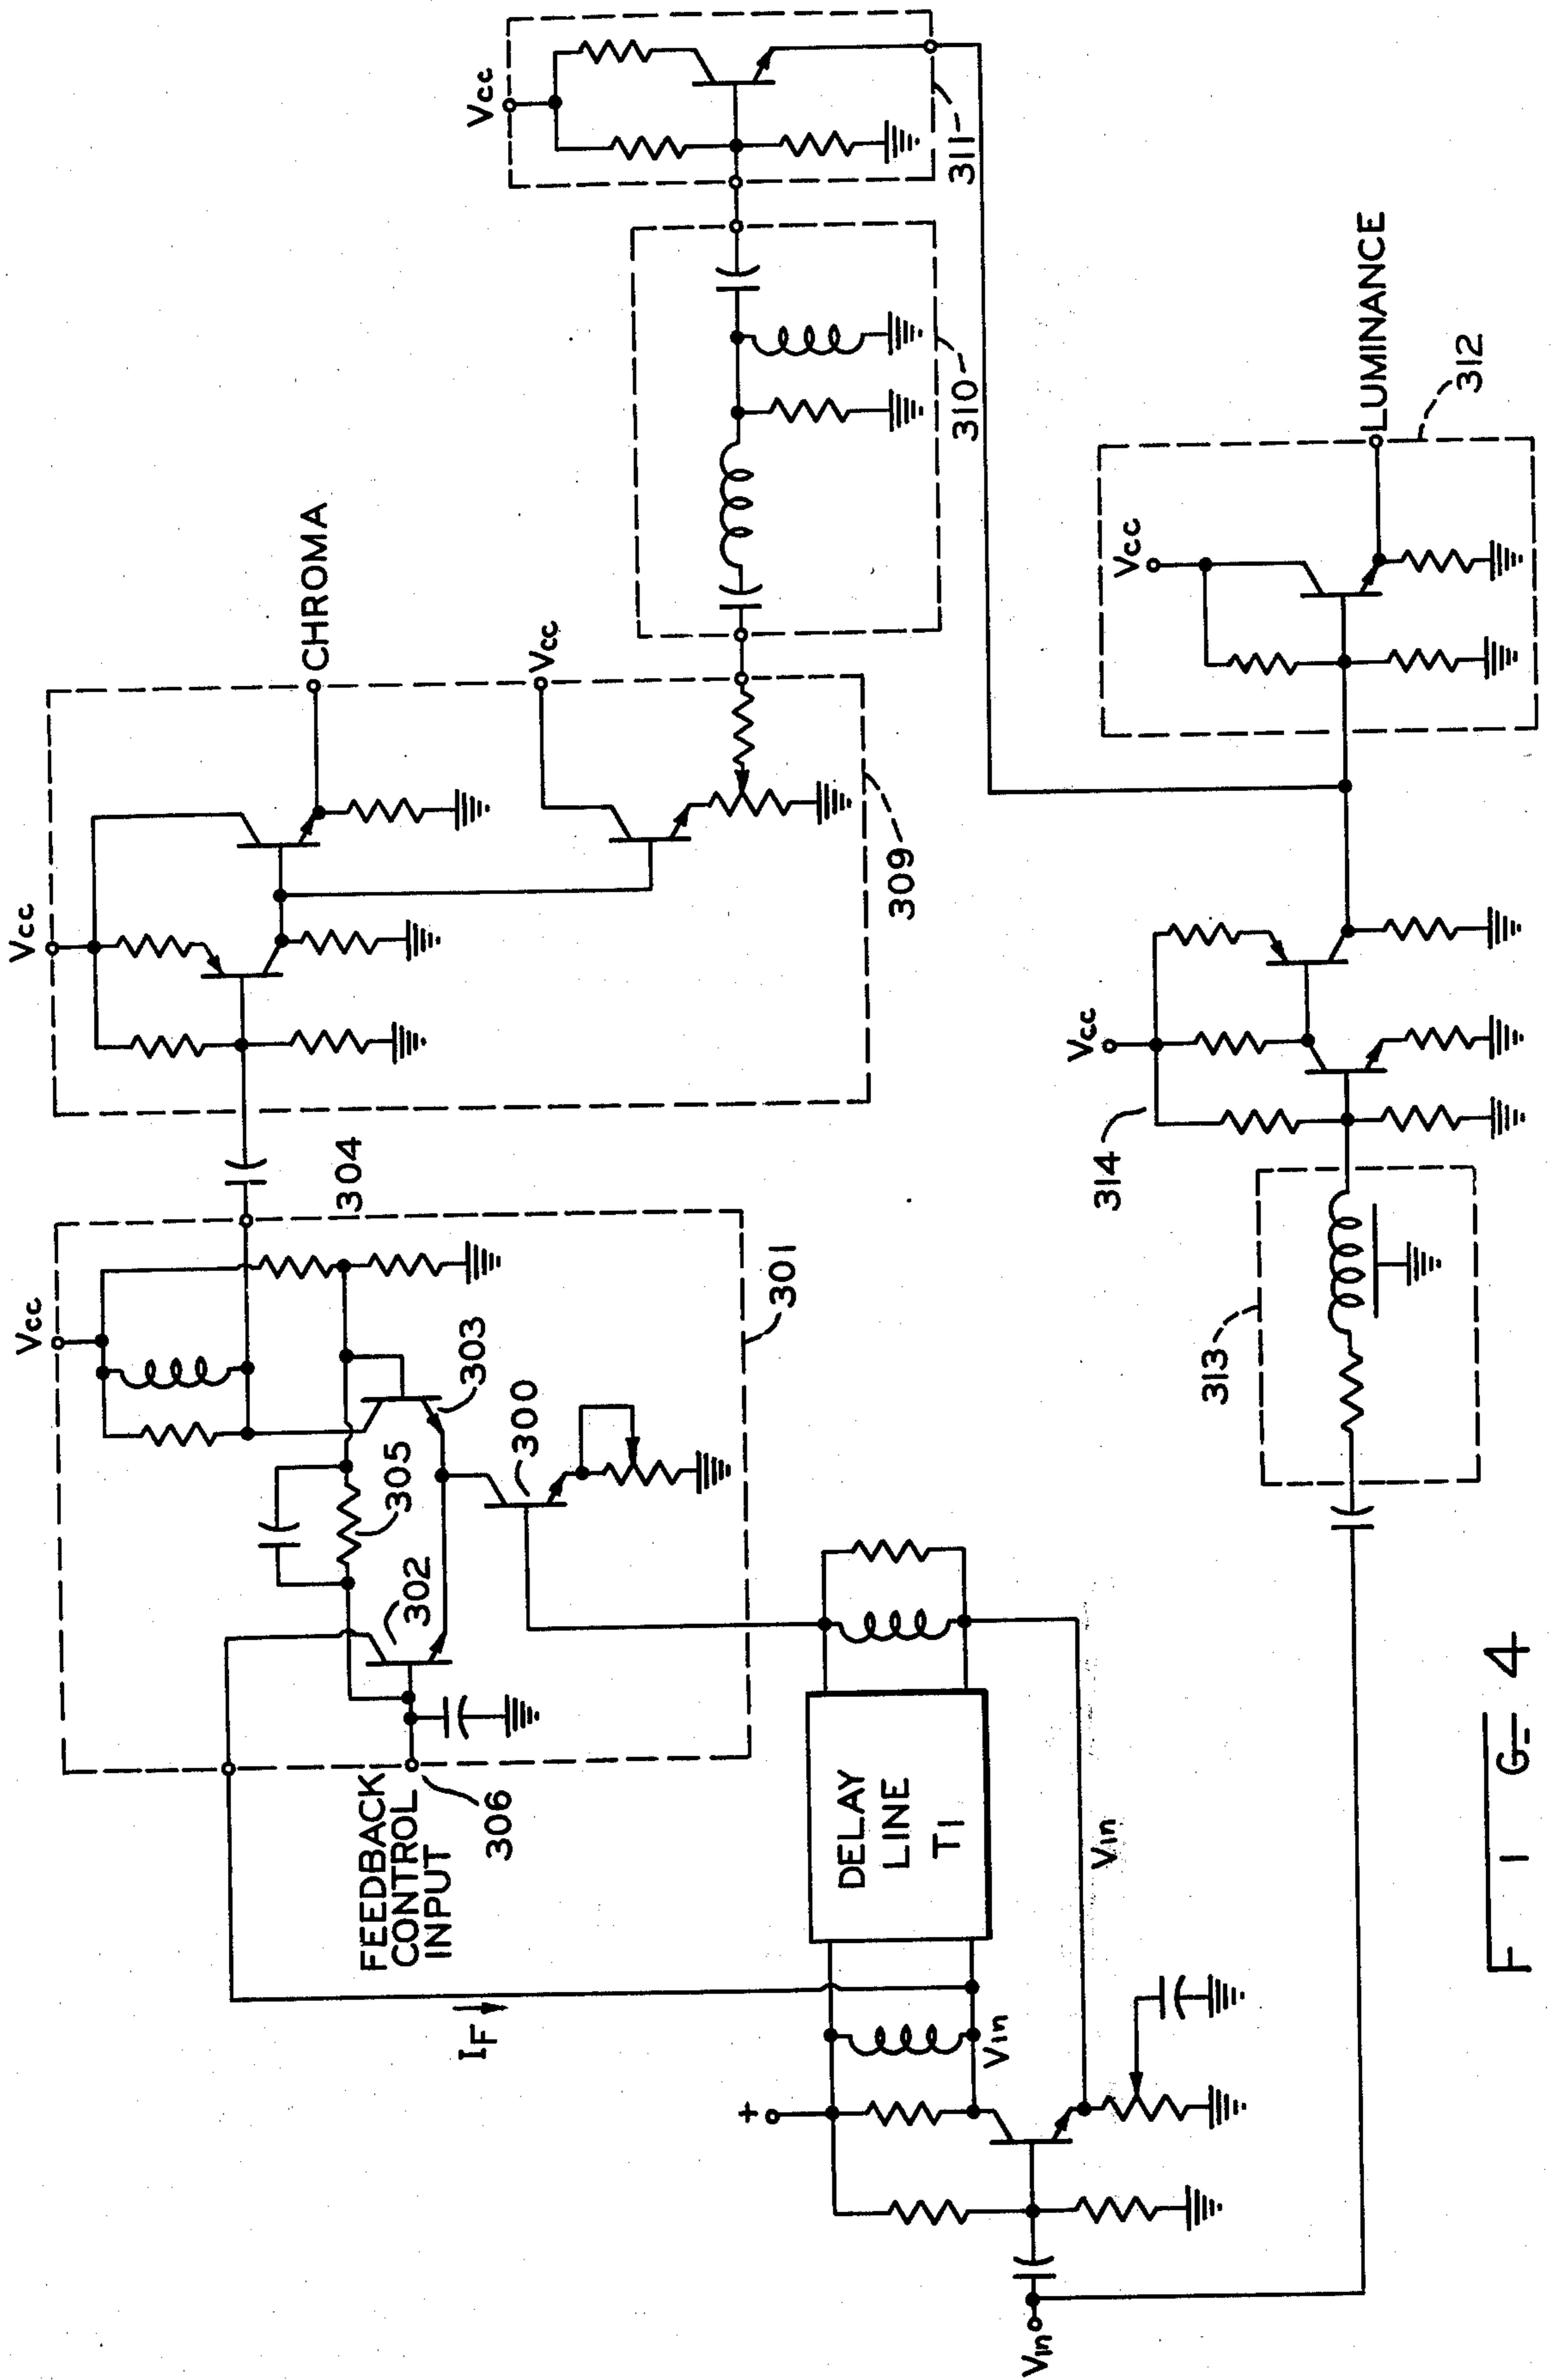 Vcc
CHROMA
Vcc
Vcc
304
Vcc
303
305
302
300
301
309
310
311
FEEDBACK
CONTROL
INPUT
306
IF
DELAY
LINE
T1
Vin
Vin
+
Vin
313
314
Vcc
Vcc
LUMINANCE
312
FIG-4